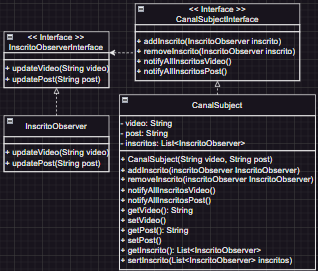 << Interface >>
InscritoObserverInterface
+ updateVideo(String video)
+ updatePost(String post)
<< Interface >>
CanalSubjectInterface
+ addInscrito(InscritoObserver inscrito)
+ removeInscrito(InscritoObserver inscrito)
+ notifyAllInscritosVideo()
+ notifyAllInscritosPost()
InscritoObserver
+ updateVideo(String video)
+ updatePost(String post)
CanalSubject
- video: String
- post: String
- inscritos: List<InscritoObserver>
+ CanalSubject(String video, String post)
+ addInscrito(inscritoObserver InscritoObserver)
+ removeInscrito(inscritoObserver InscritoObserver)
+ notifyAllInscritosVideo()
+ notifyAllInscritosPost()
+ getVideo(): String
+ setVideo()
+ getPost(): String
+ setPost()
+ getInscrito(): List<InscritoObserver>
+ sertInscrito(List<InscritoObserver> inscritos)